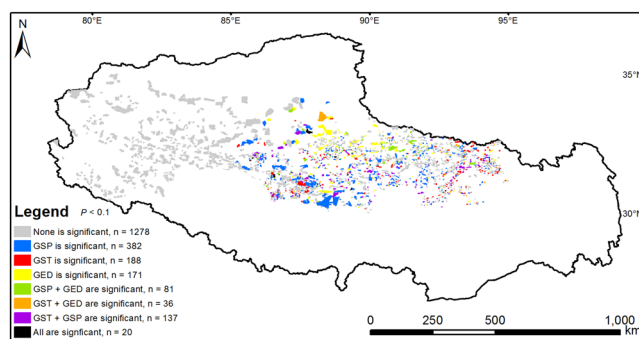 80°E 85°E 90°E 95°E
N
35°N
30°N
Legend P < 0.1
None is significant, n = 1278
GSP is significant, n = 382
GST is significant, n = 188
GED is significant, n = 171
GSP + GED are significant, n = 81
GST + GED are significant, n = 36
GST + GSP are significant, n = 137
All are signficant, n = 20
0 250 500 1,000
km